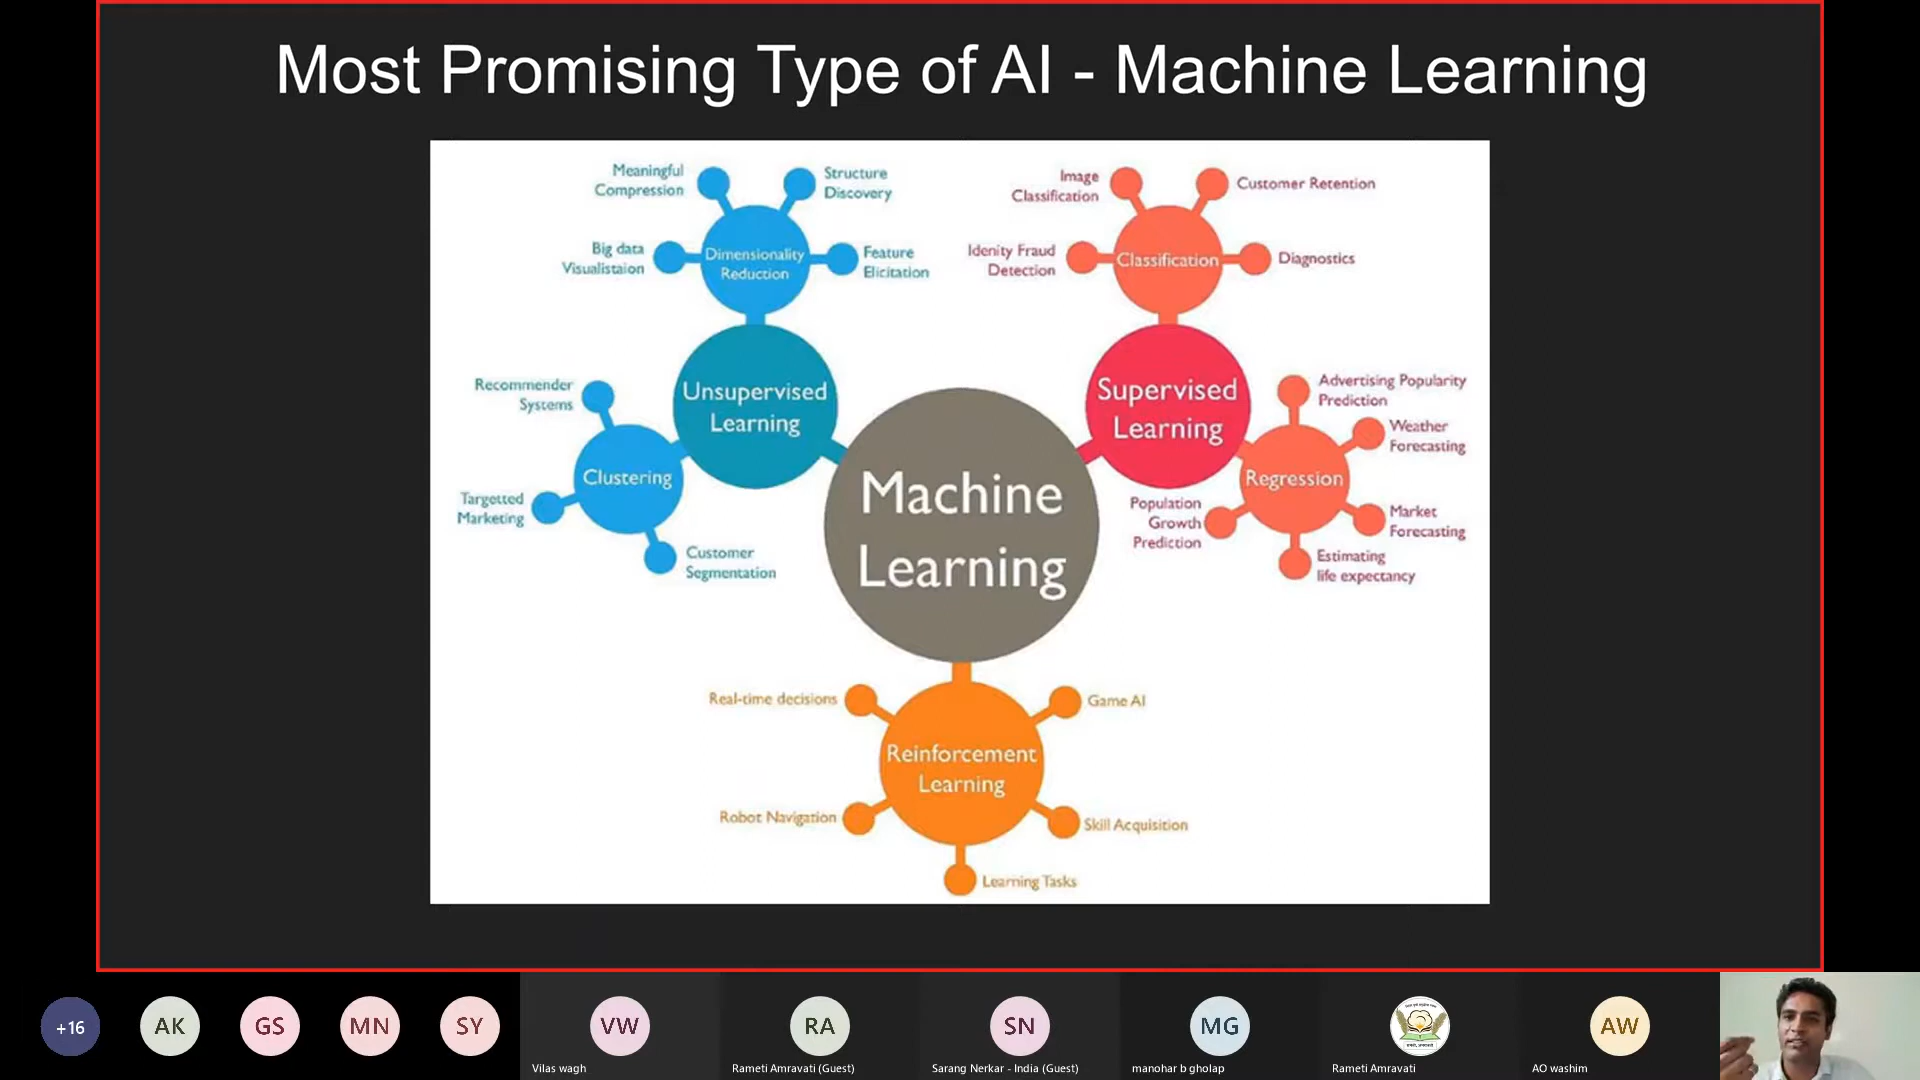 Most Promising Type of AI - Machine Learning
Meaningful
Compression
Structure
Discovery
Big data
Visualistaion
Dimensionality
Reduction
Feature
Elicitation
Image
Classification
Customer Retention
Idenity Fraud
Detection
Classification
Diagnostics
Recommender
Systems
Unsupervised
Learning
Clustering
Targetted
Marketing
Customer
Segmentation
Machine
Learning
Supervised
Learning
Advertising Popularity
Prediction
Weather
Forecasting
Regression
Population
Growth
Prediction
Market
Forecasting
Estimating
life expectancy
Real-time decisions
Game AI
Reinforcement
Learning
Robot Navigation
Skill Acquisition
Learning Tasks
+16
AK
GS
MN
SY
VW
RA
SN
MG
AW
Vilas wagh
Rameti Amravati (Guest)
Sarang Nerkar - India (Guest)
manohar b gholap
Rameti Amravati
AO washim